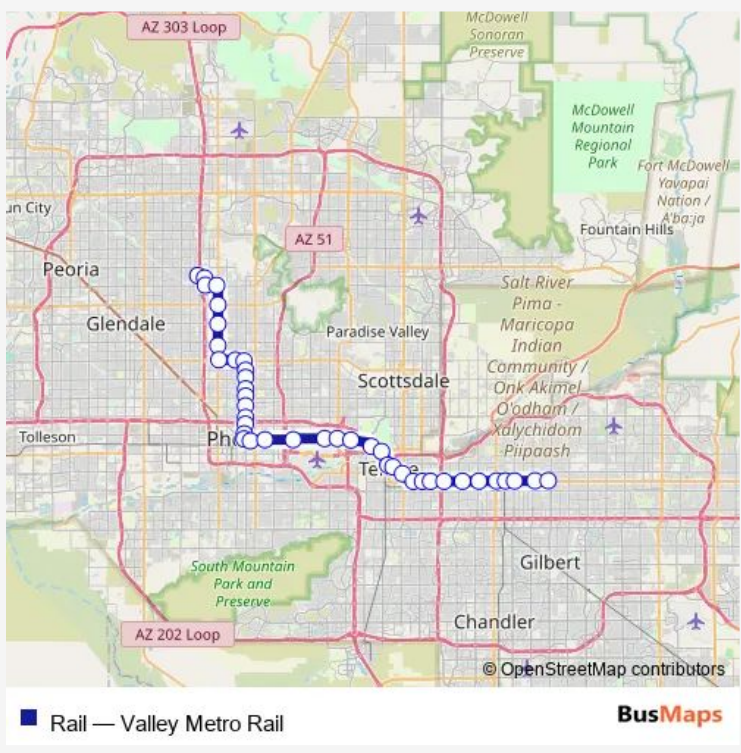 AZ 303 Loop
McDowell
Sonoran
Preserve
McDowell
Mountain
Regional
Park
Fort McDowell
Yavapai
Nation /
A'ba:ja
un City
AZ 51
Fountain Hills
Peoria
Salt River
Pima -
Maricopa
Indian
Community /
Onk Akimel
O'odham /
Xalychidom
Piipaash
Glendale
Paradise Valley
Scottsdale
Tolleson
Ph
Te
South Mountain
Park and
Preserve
Gilbert
AZ 202 Loop
Chandler
© OpenStreetMap contributors
Rail — Valley Metro Rail
BusMaps